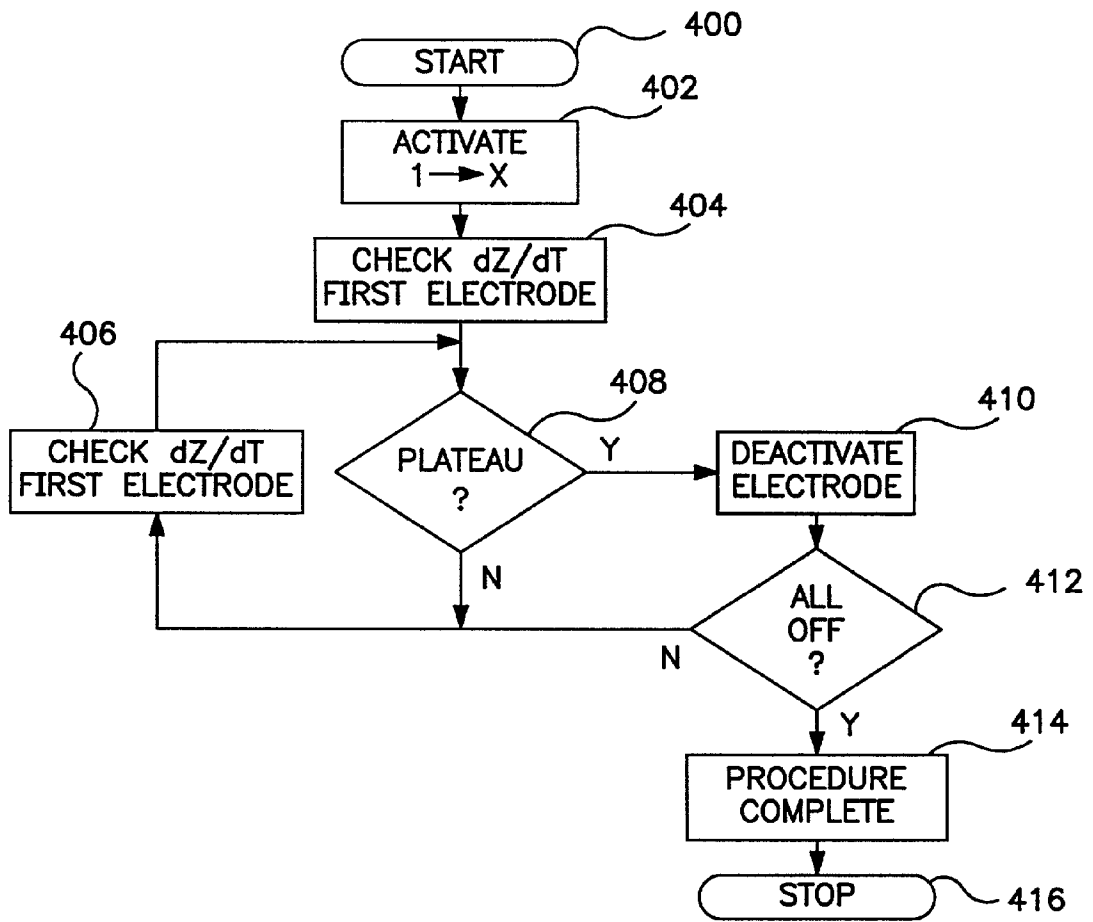 400
START
402
ACTIVATE
1 → X
404
CHECK dZ/dT
FIRST ELECTRODE
406
CHECK dZ/dT
FIRST ELECTRODE
408
PLATEAU
?
Y
N
410
DEACTIVATE
ELECTRODE
412
ALL
OFF
?
N
Y
414
PROCEDURE
COMPLETE
STOP
416